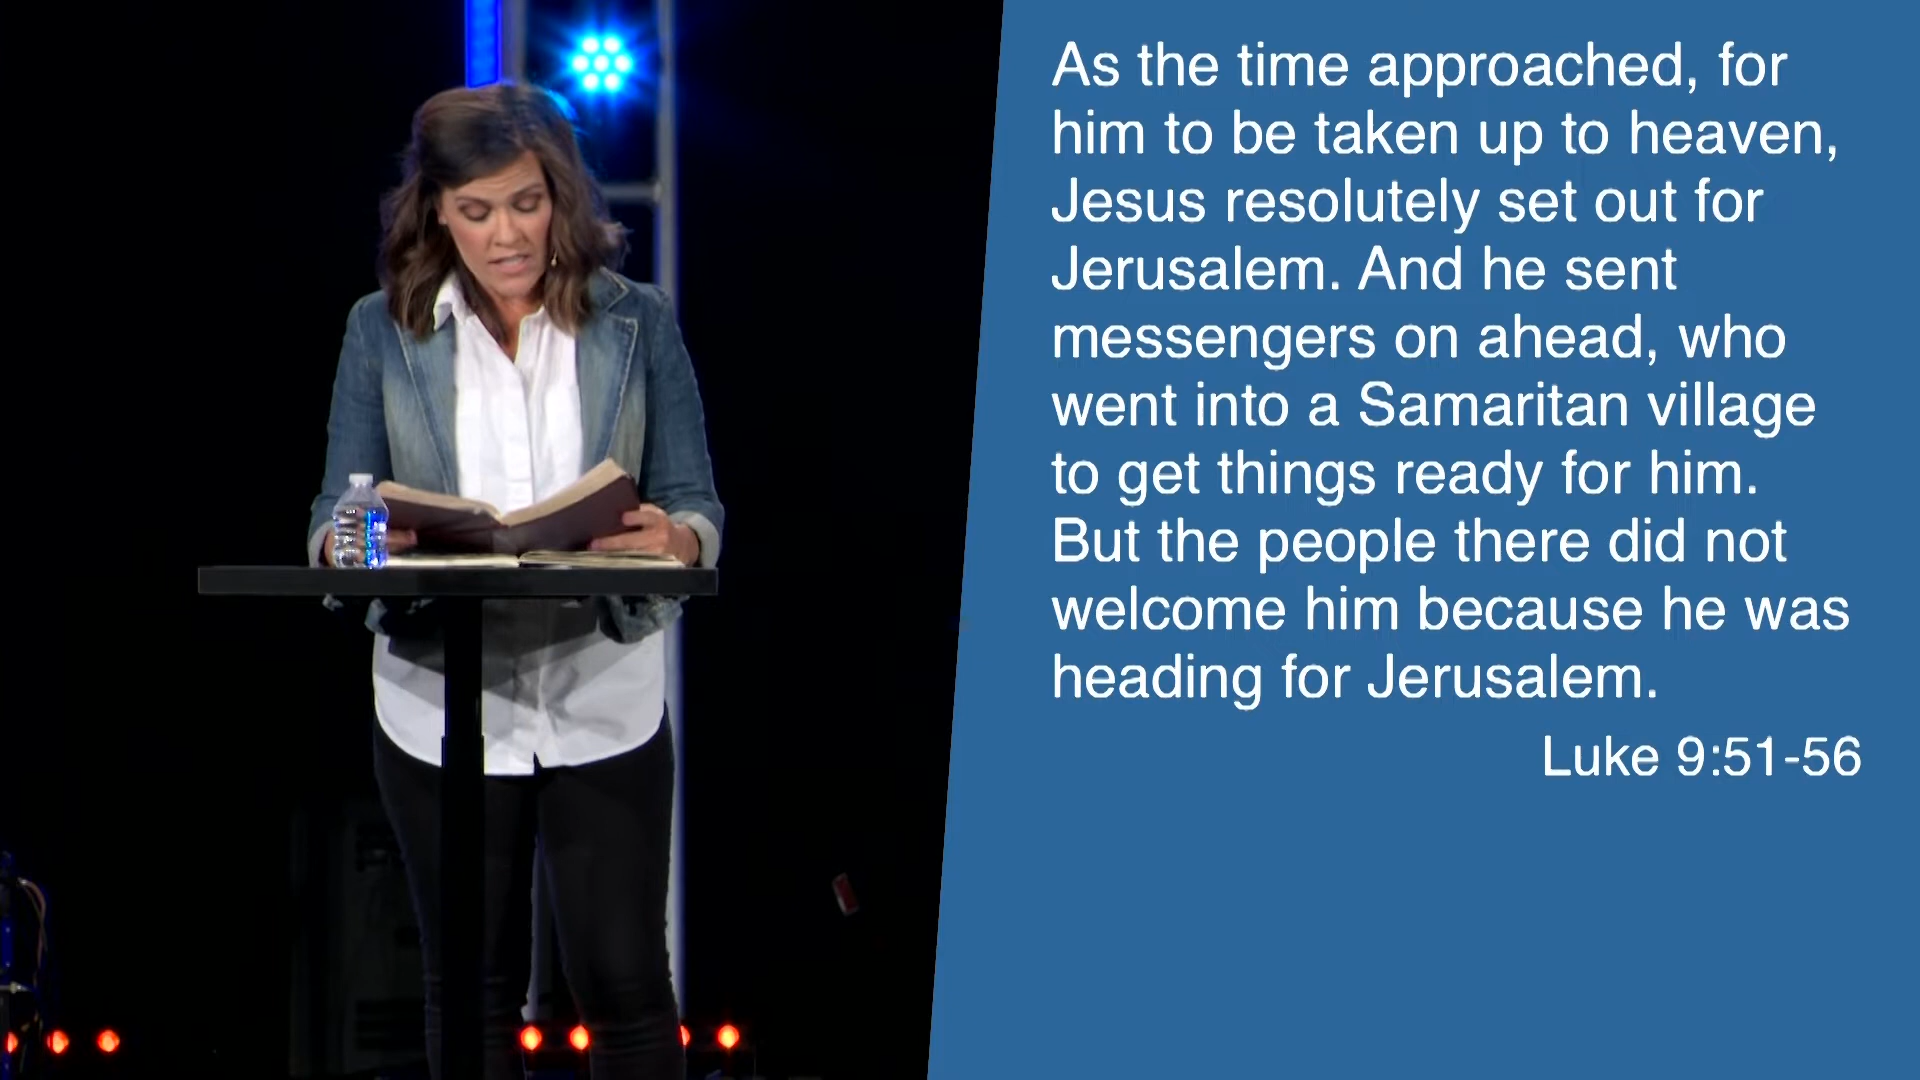 As the time approached, for
him to be taken up to heaven,
Jesus resolutely set out for
Jerusalem. And he sent
messengers on ahead, who
went into a Samaritan village
to get things ready for him.
But the people there did not
welcome him because he was
heading for Jerusalem.
Luke 9:51-56